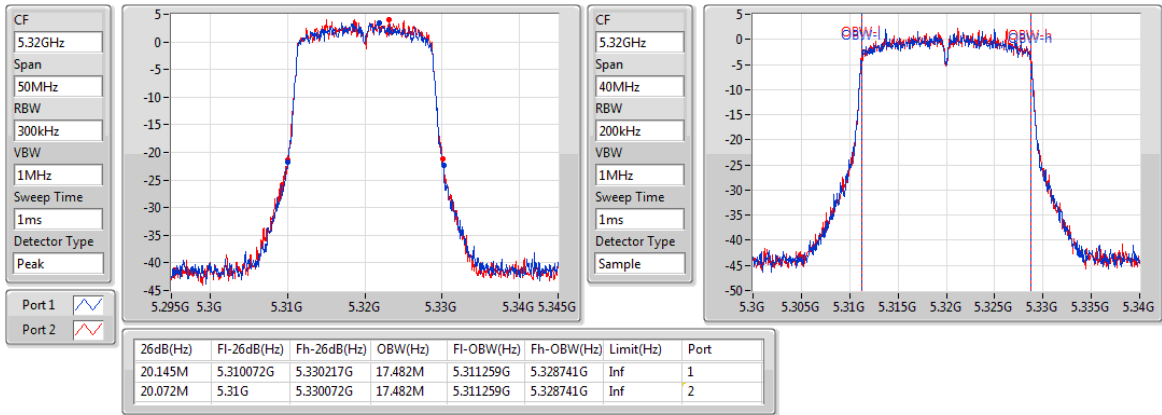 CF
5.32GHz
Span
50MHz
RBW
300kHz
VBW
1MHz
Sweep Time
1ms
Detector Type
Peak
Port 1
Port 2
5
0
-5
-10
-15
-20
-25
-30
-35
-40
-45
5.295G 5.3G 5.31G 5.32G 5.33G 5.34G 5.345G
CF
5.32GHz
Span
40MHz
RBW
200kHz
VBW
1MHz
Sweep Time
1ms
Detector Type
Sample
5
0
-5
-10
-15
-20
-25
-30
-35
-40
-45
-50
OBW-l OBW-h
5.3G 5.305G 5.31G 5.315G 5.32G 5.325G 5.33G 5.335G 5.34G
26dB(Hz) Fl-26dB(Hz) Fh-26dB(Hz) OBW(Hz) Fl-OBW(Hz) Fh-OBW(Hz) Limit(Hz) Port
20.145M 5.310072G 5.330217G 17.482M 5.311259G 5.328741G Inf 1
20.072M 5.31G 5.330072G 17.482M 5.311259G 5.328741G Inf 2